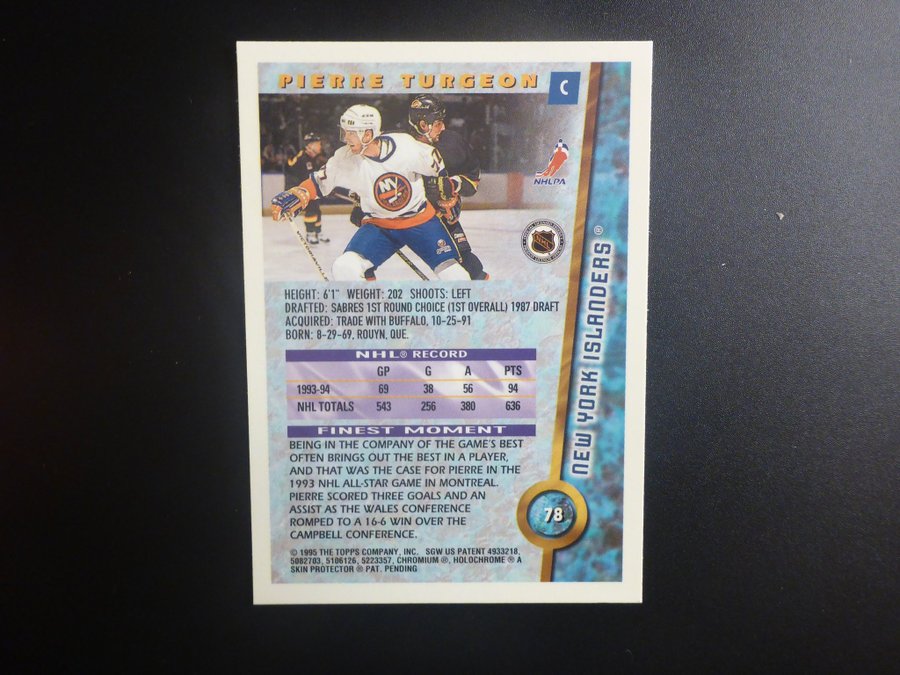 PIERRE TURGEON
C
NHLPA
NY
NHL
HEIGHT: 6'1" WEIGHT: 202 SHOOTS: LEFT
DRAFTED: SABRES 1ST ROUND CHOICE (1ST OVERALL) 1987 DRAFT
ACQUIRED: TRADE WITH BUFFALO, 10-25-91
BORN: 8-29-69, ROUYN, QUE.
NHL® RECORD
GP G A PTS
1993-94 69 38 56 94
NHL TOTALS 543 256 380 636
FINEST MOMENT
BEING IN THE COMPANY OF THE GAME'S BEST
OFTEN BRINGS OUT THE BEST IN A PLAYER,
AND THAT WAS THE CASE FOR PIERRE IN THE
1993 NHL ALL-STAR GAME IN MONTREAL.
PIERRE SCORED THREE GOALS AND AN
ASSIST AS THE WALES CONFERENCE
ROMPED TO A 16-6 WIN OVER THE
CAMPBELL CONFERENCE.
© 1995 THE TOPPS COMPANY, INC. SGW US PATENT 4933218,
5082703, 5106126, 5223357, CHROMIUM ®, HOLOCHROME ® A
SKIN PROTECTOR ® PAT. PENDING
NEW YORK ISLANDERS®
78